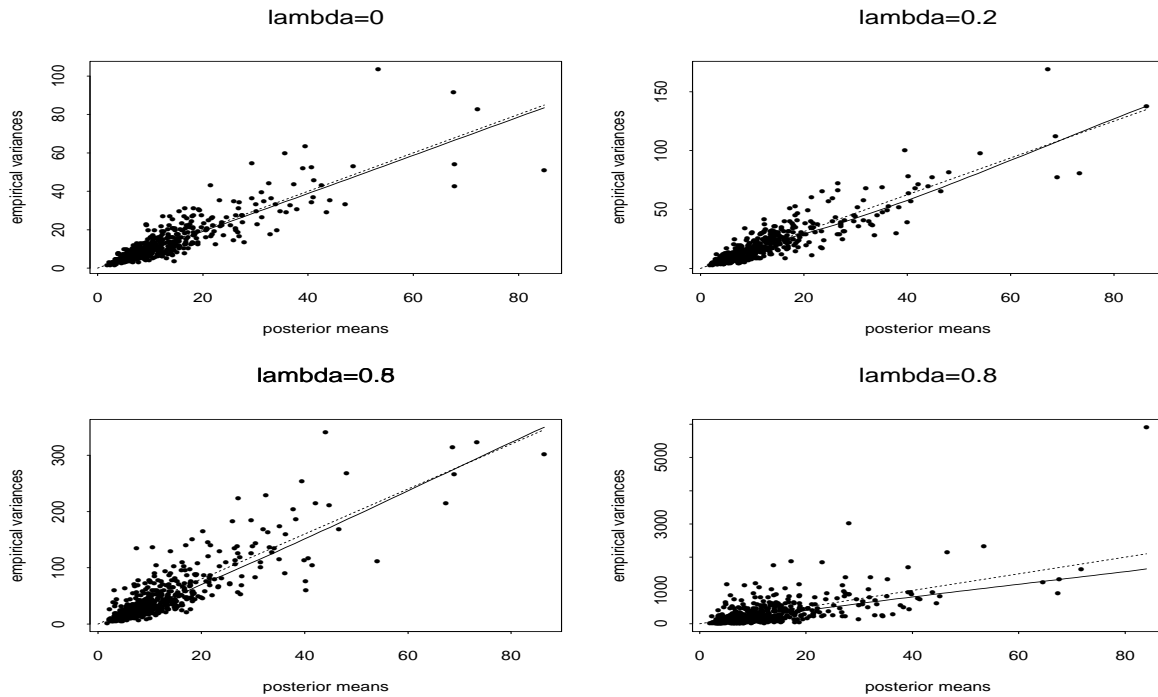 lambda=0
empirical variances
0 20 40 60 80 100
0 20 40 60 80
posterior means
lambda=0.2
empirical variances
0 50 100 150
0 20 40 60 80
posterior means
empirical variances
0 100 200 300
0 20 40 60 80
posterior means
lambda=0.8
empirical variances
0 1000 3000 5000
0 20 40 60 80
posterior means